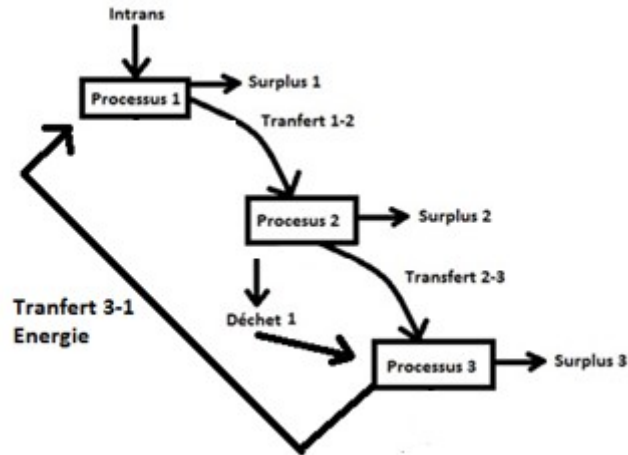 Intrans
Surplus 1
Processus 1
Tranfert 1-2
Procesus 2
Surplus 2
Transfert 2-3
Tranfert 3-1
Energie
Déchet 1
Processus 3
Surplus 3